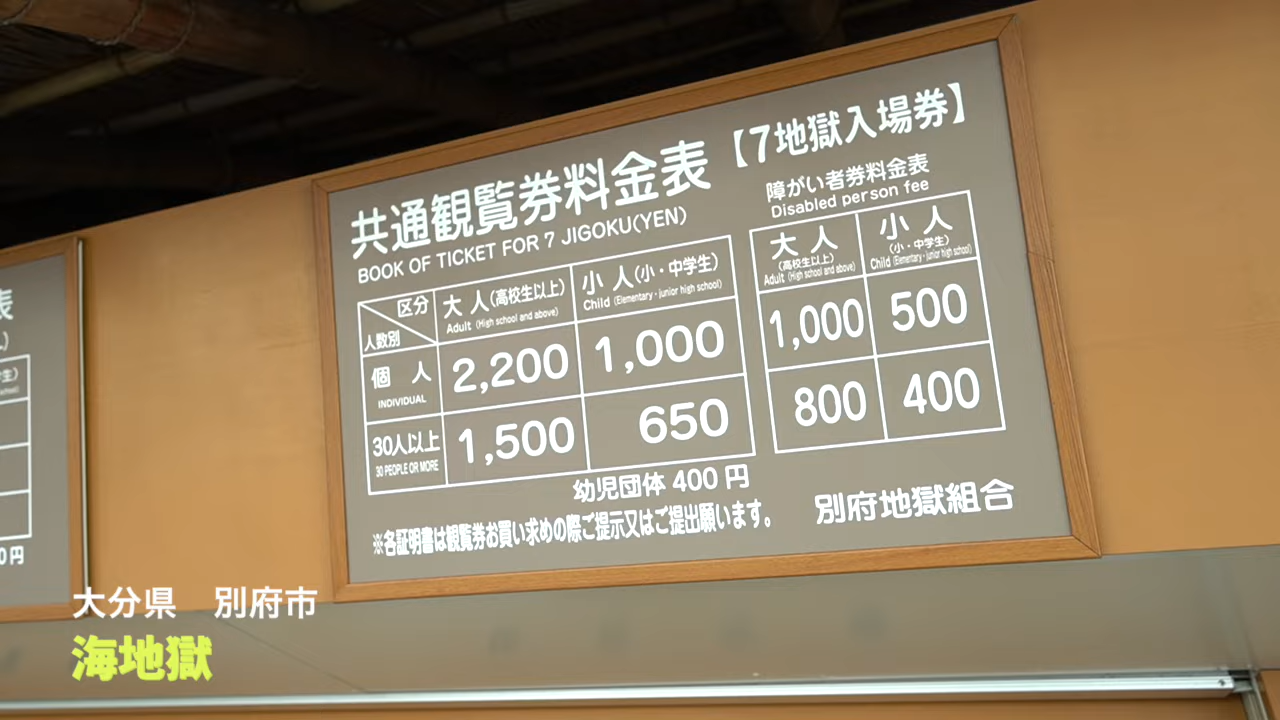 共通観覧券料金表【7地獄入場券】
BOOK OF TICKET FOR 7 JIGOKU(YEN)
区分
人数別
大人(高校生以上)
Adult (High school and above)
小人(小・中学生)
Child (Elementary・junior high school)
個人
INDIVIDUAL
2,200
1,000
30人以上
30 PEOPLE OR MORE
1,500
650
障がい者券料金表
Disabled person fee
大人
(高校生以上)
Adult (High school and above)
小人
(小・中学生)
Child (Elementary・junior high school)
1,000
500
800
400
幼児団体 400 円
※各証明書は観覧券お買い求めの際ご提示又はご提出願います。
別府地獄組合
表
生)
0円
大分県 別府市
海地獄